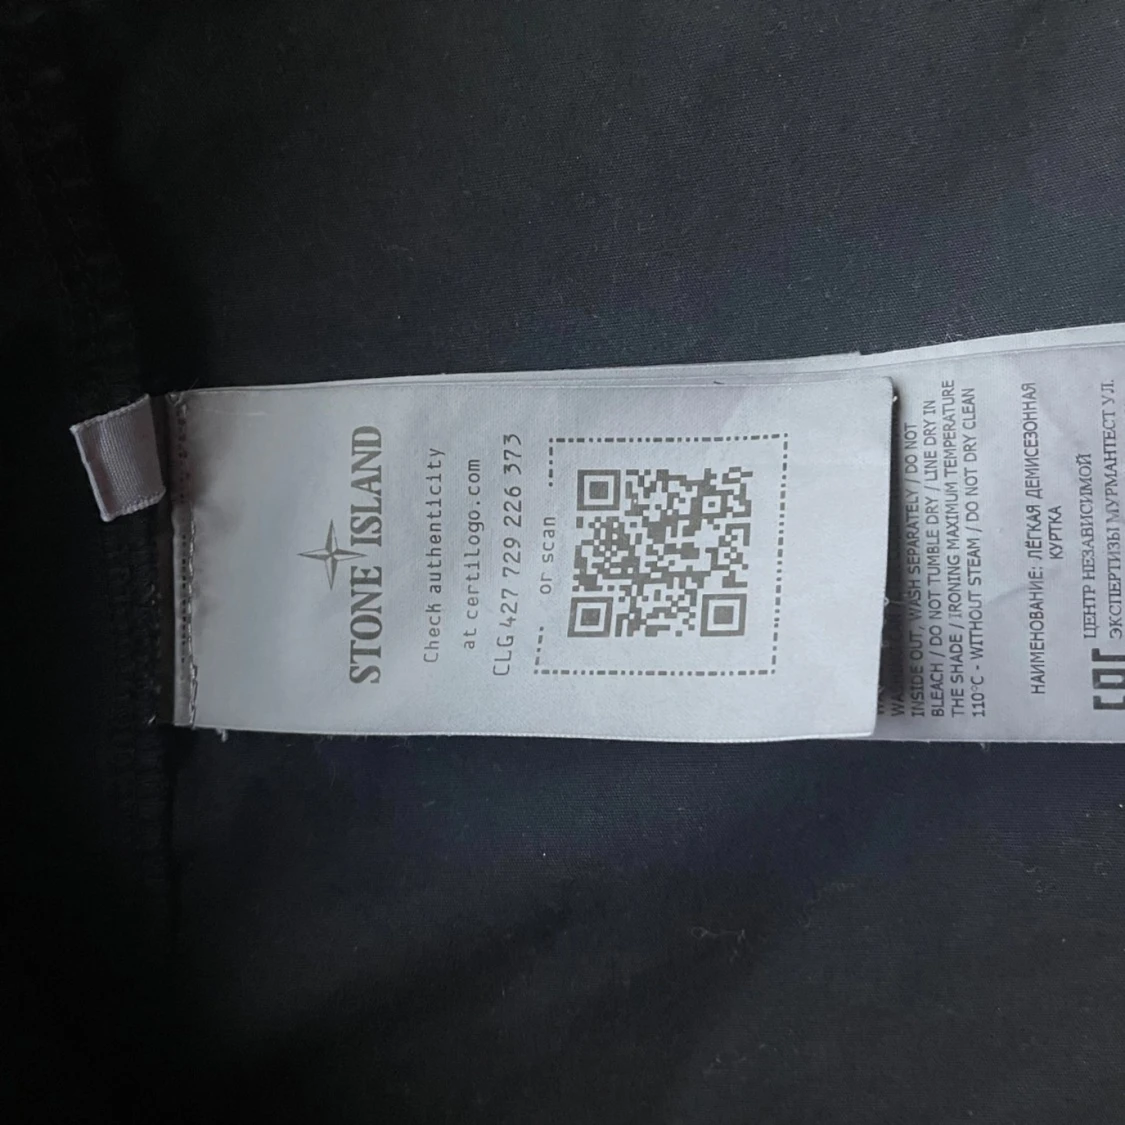 STONE ISLAND
Check authenticity
at certilogo.com
CLG 427 729 226 373
or scan
INSIDE OUT, WASH SEPARATELY / DO NOT
BLEACH / DO NOT TUMBLE DRY / LINE DRY IN
THE SHADE / IRONING MAXIMUM TEMPERATURE
110°C - WITHOUT STEAM / DO NOT DRY CLEAN
НАИМЕНОВАНИЕ: ЛЕГКАЯ ДЕМИСЕЗОННАЯ
КУРТКА
ЦЕНТР НЕЗАВИСИМОЙ
ЭКСПЕРТИЗЫ МУРМАНТЕСТ УЛ.
EAC